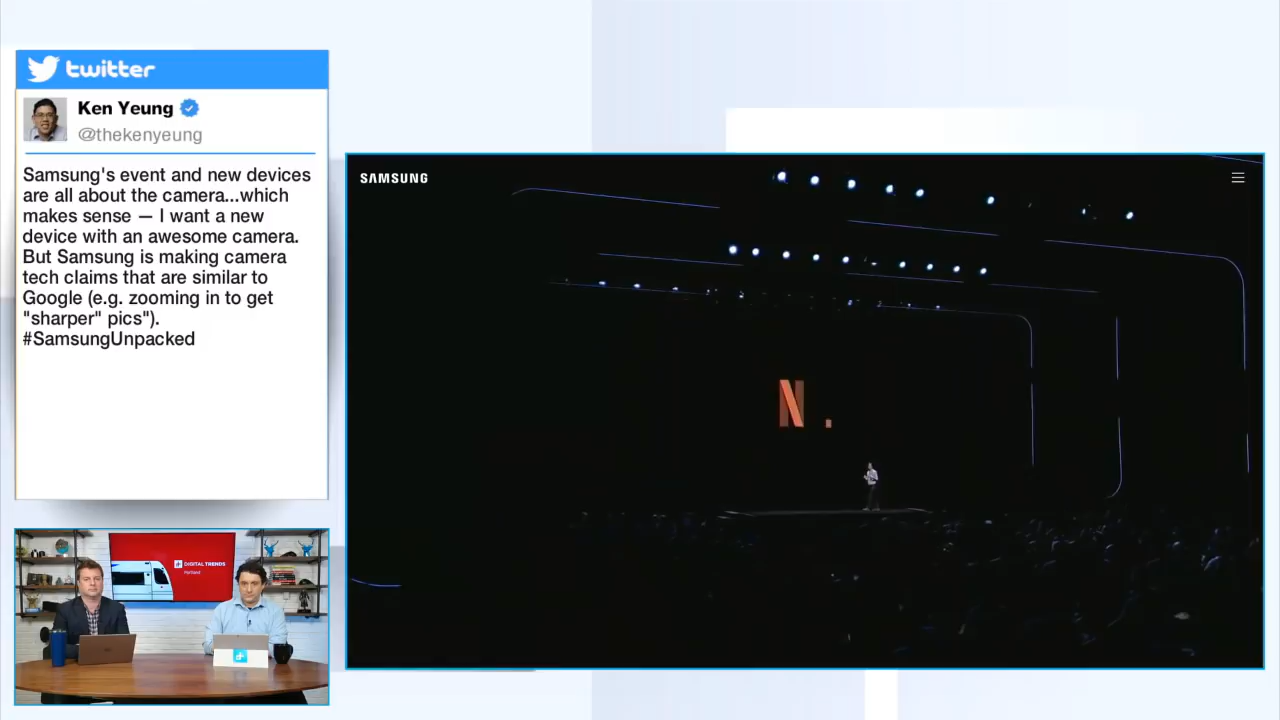 twitter
Ken Yeung
@thekenyeung
Samsung's event and new devices
are all about the camera...which
makes sense — I want a new
device with an awesome camera.
But Samsung is making camera
tech claims that are similar to
Google (e.g. zooming in to get
"sharper" pics").
#SamsungUnpacked
SAMSUNG
N.
DIGITAL TRENDS
Portland